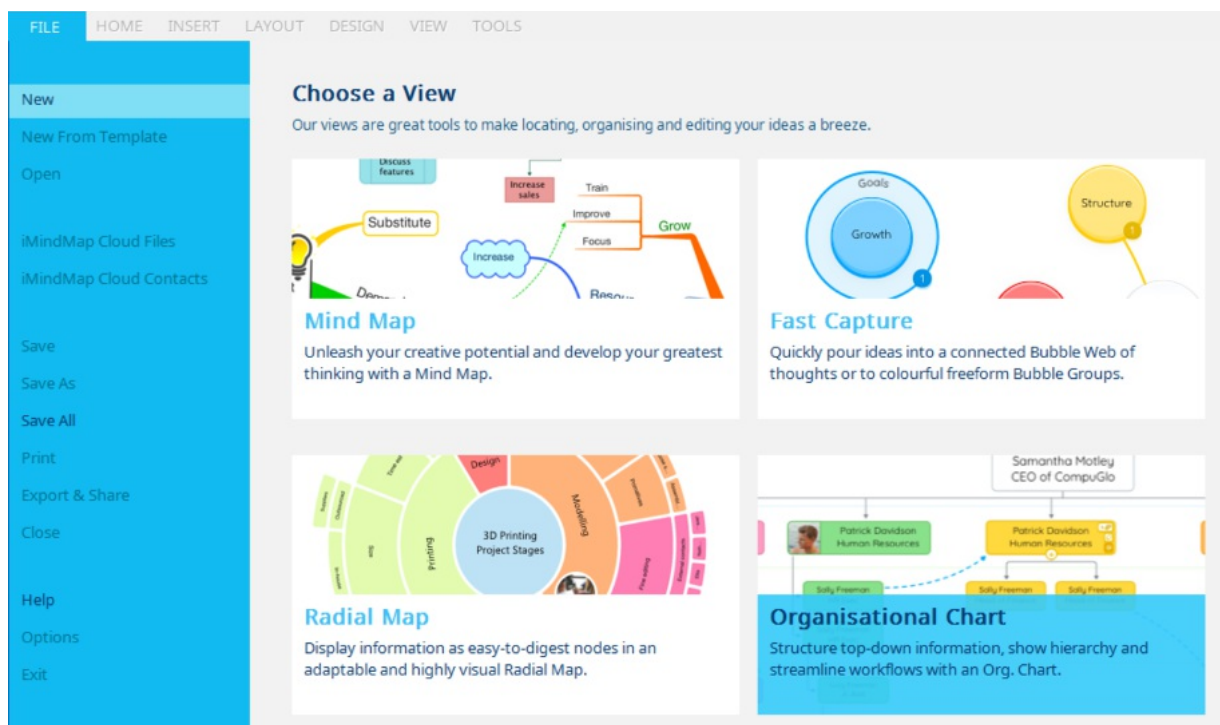 FILE HOME INSERT LAYOUT DESIGN VIEW TOOLS
New
New From Template
Open
iMindMap Cloud Files
iMindMap Cloud Contacts
Save
Save As
Save All
Print
Export & Share
Close
Help
Options
Exit
Choose a View
Our views are great tools to make locating, organising and editing your ideas a breeze.
Discuss
features
Increase
sales
Train
Substitute
Improve
Grow
Focus
Increase
Mind Map
Unleash your creative potential and develop your greatest
thinking with a Mind Map.
Goals
Growth
1
Structure
1
Fast Capture
Quickly pour ideas into a connected Bubble Web of
thoughts or to colourful freeform Bubble Groups.
Design
Modelling
Printing
Size
3D Printing
Project Stages
Fine editing
External contacts
Radial Map
Display information as easy-to-digest nodes in an
adaptable and highly visual Radial Map.
Samantha Motley
CEO of CompuGlo
Patrick Davidson
Human Resources
Patrick Davidson
Human Resources
Sally Freeman
Sally Freeman
Sally Freeman
Organisational Chart
Structure top-down information, show hierarchy and
streamline workflows with an Org. Chart.